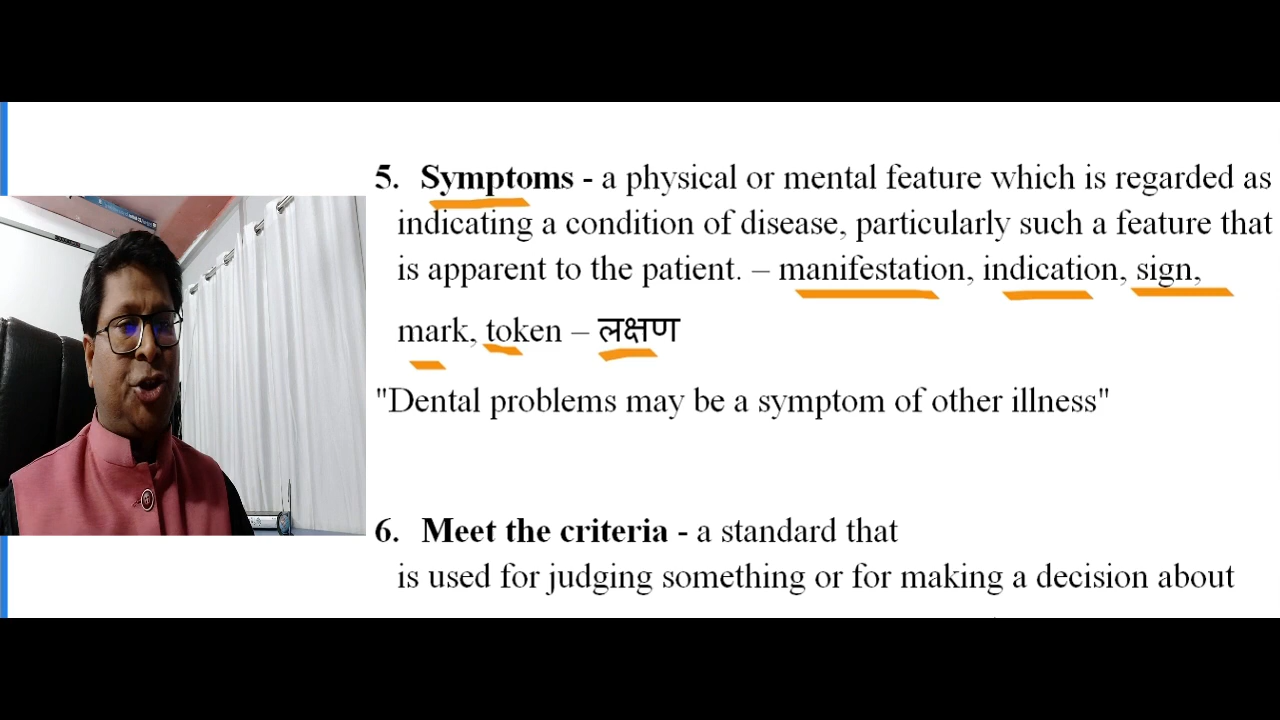 5. Symptoms - a physical or mental feature which is regarded as
indicating a condition of disease, particularly such a feature that
is apparent to the patient. – manifestation, indication, sign,
mark, token – लक्षण
"Dental problems may be a symptom of other illness"
6. Meet the criteria - a standard that
is used for judging something or for making a decision about